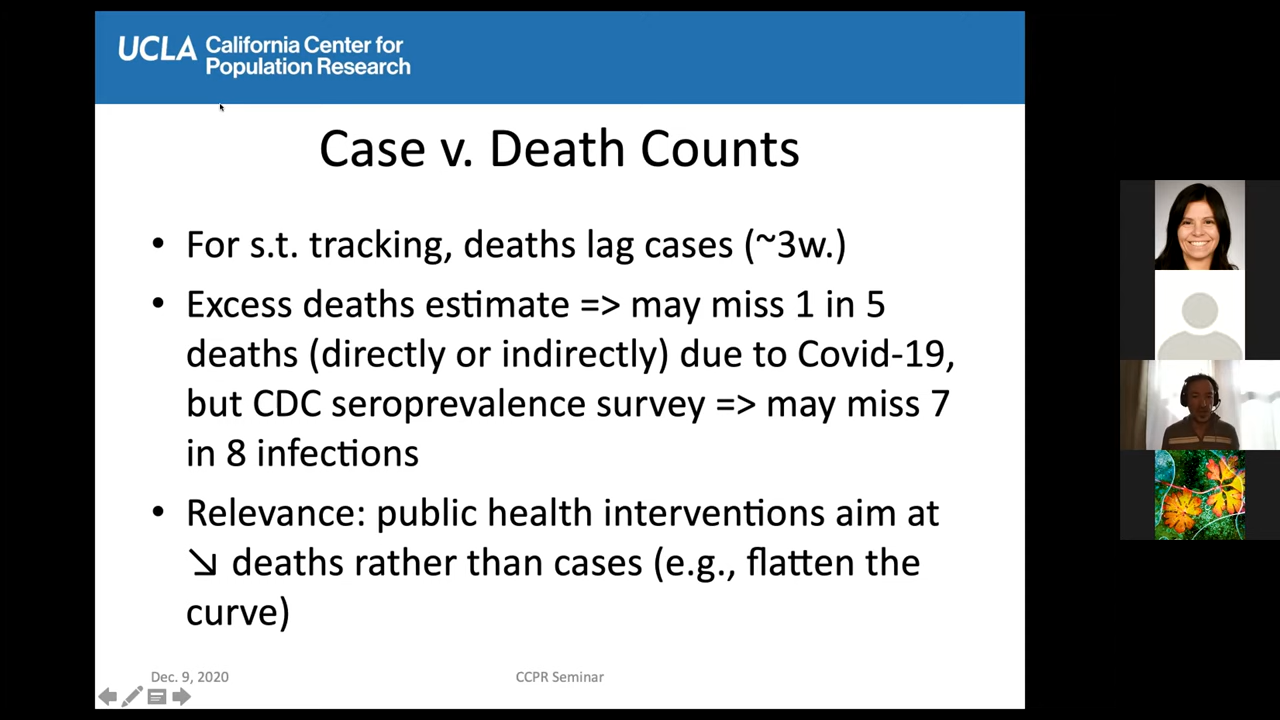 UCLA California Center for
Population Research
Case v. Death Counts
• For s.t. tracking, deaths lag cases (~3w.)
• Excess deaths estimate => may miss 1 in 5
deaths (directly or indirectly) due to Covid-19,
but CDC seroprevalence survey => may miss 7
in 8 infections
• Relevance: public health interventions aim at
↘ deaths rather than cases (e.g., flatten the
curve)
Dec. 9, 2020
CCPR Seminar